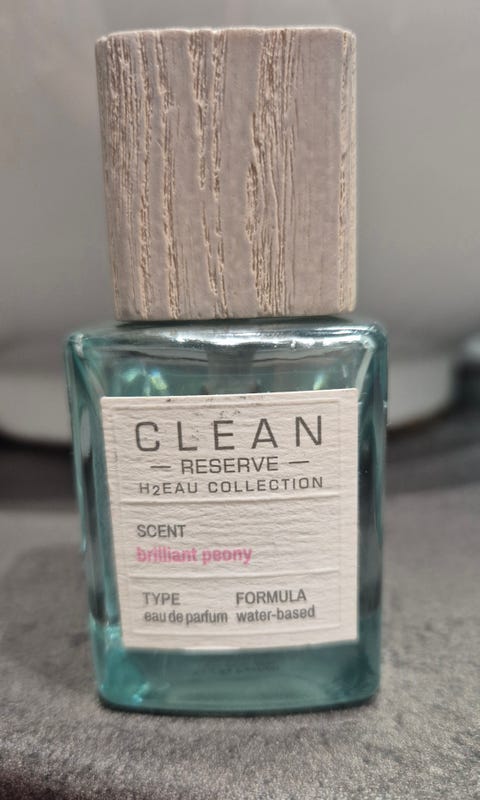 CLEAN
— RESERVE —
H2EAU COLLECTION
SCENT
brilliant peony
TYPE FORMULA
eau de parfum water-based